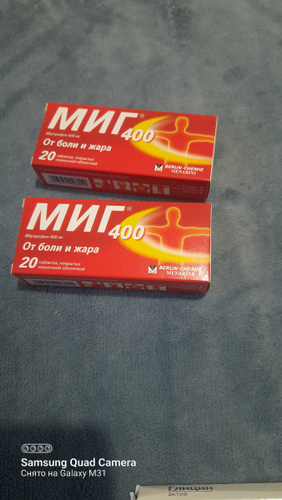 МИГ®
400
Ибупрофен 400 мг
От боли и жара
20 таблеток, покрытых
пленочной оболочкой
BERLIN-CHEMIE
MENARINI
МИГ®
400
Ибупрофен 400 мг
От боли и жара
20 таблеток, покрытых
пленочной оболочкой
BERLIN-CHEMIE
MENARINI
Глицин
актив
Samsung Quad Camera
Снято на Galaxy M31